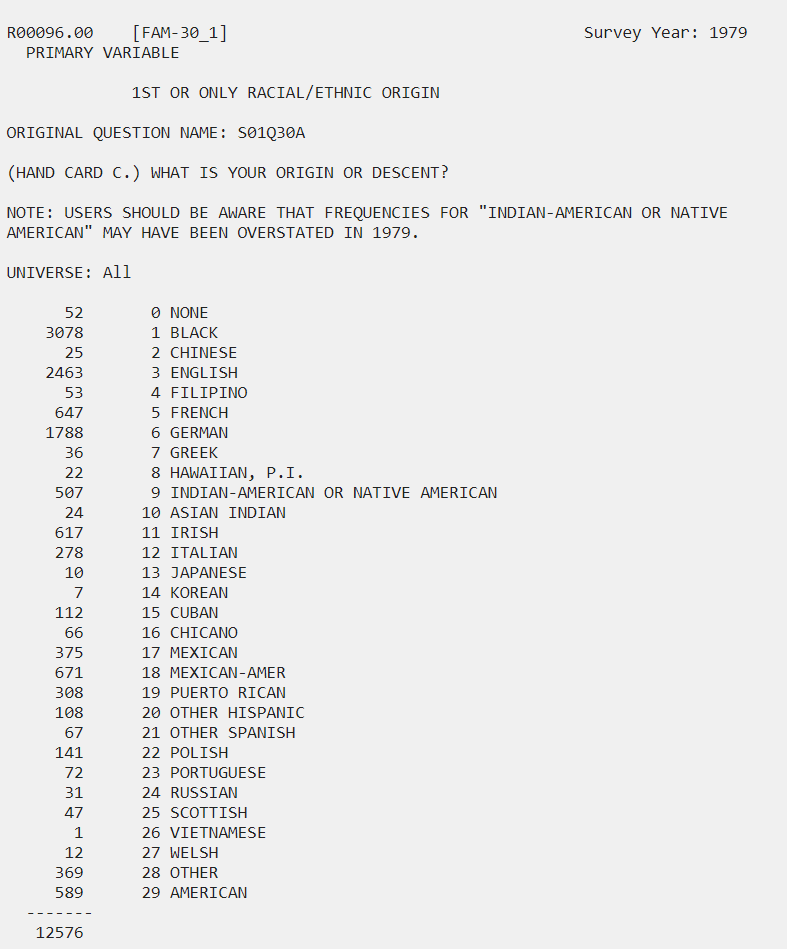 R00096.00    [FAM-30_1]                                     Survey Year: 1979
  PRIMARY VARIABLE
             1ST OR ONLY RACIAL/ETHNIC ORIGIN
ORIGINAL QUESTION NAME: S01Q30A
(HAND CARD C.) WHAT IS YOUR ORIGIN OR DESCENT?
NOTE: USERS SHOULD BE AWARE THAT FREQUENCIES FOR "INDIAN-AMERICAN OR NATIVE
AMERICAN" MAY HAVE BEEN OVERSTATED IN 1979.
UNIVERSE: All
      52       0 NONE
    3078       1 BLACK
      25       2 CHINESE
    2463       3 ENGLISH
      53       4 FILIPINO
     647       5 FRENCH
    1788       6 GERMAN
      36       7 GREEK
      22       8 HAWAIIAN, P.I.
     507       9 INDIAN-AMERICAN OR NATIVE AMERICAN
      24      10 ASIAN INDIAN
     617      11 IRISH
     278      12 ITALIAN
      10      13 JAPANESE
       7      14 KOREAN
     112      15 CUBAN
      66      16 CHICANO
     375      17 MEXICAN
     671      18 MEXICAN-AMER
     308      19 PUERTO RICAN
     108      20 OTHER HISPANIC
      67      21 OTHER SPANISH
     141      22 POLISH
      72      23 PORTUGUESE
      31      24 RUSSIAN
      47      25 SCOTTISH
       1      26 VIETNAMESE
      12      27 WELSH
     369      28 OTHER
     589      29 AMERICAN
  -------
   12576